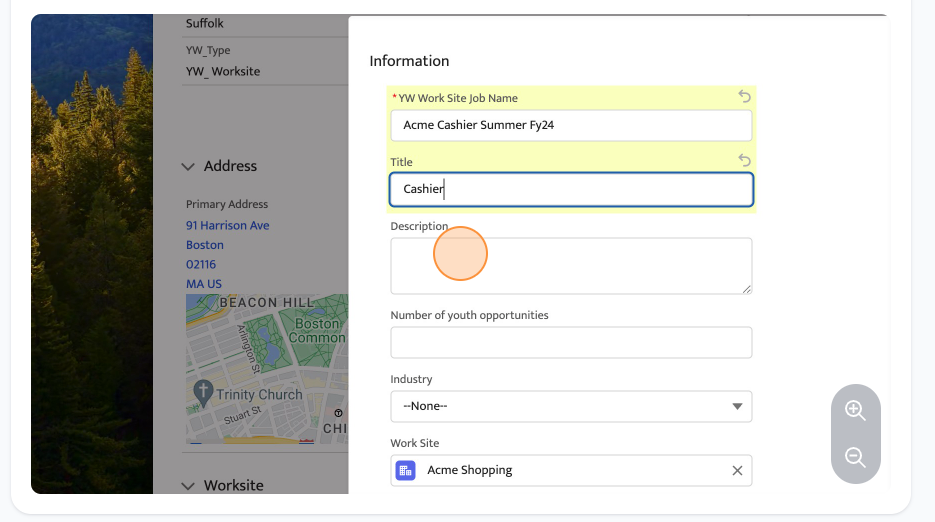 Suffolk
YW_Type
YW_ Worksite
Address
Primary Address
91 Harrison Ave
Boston
02116
MA US
BEACON HILL
Boston
Common
Arlington St
Trinity Church
Stuart St
CHI
Worksite
Information
*YW Work Site Job Name
Acme Cashier Summer Fy24
Title
Cashier
Description
Number of youth opportunities
Industry
--None--
Work Site
Acme Shopping